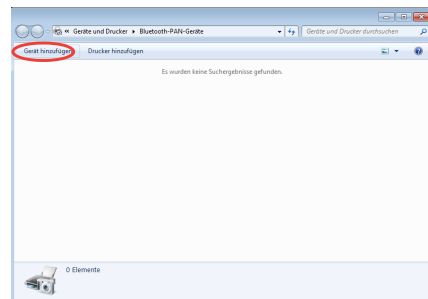 « Geräte und Drucker ▸ Bluetooth-PAN-Geräte
Geräte und Drucker durchsuchen
Gerät hinzufügen Drucker hinzufügen
Es wurden keine Suchergebnisse gefunden.
0 Elemente